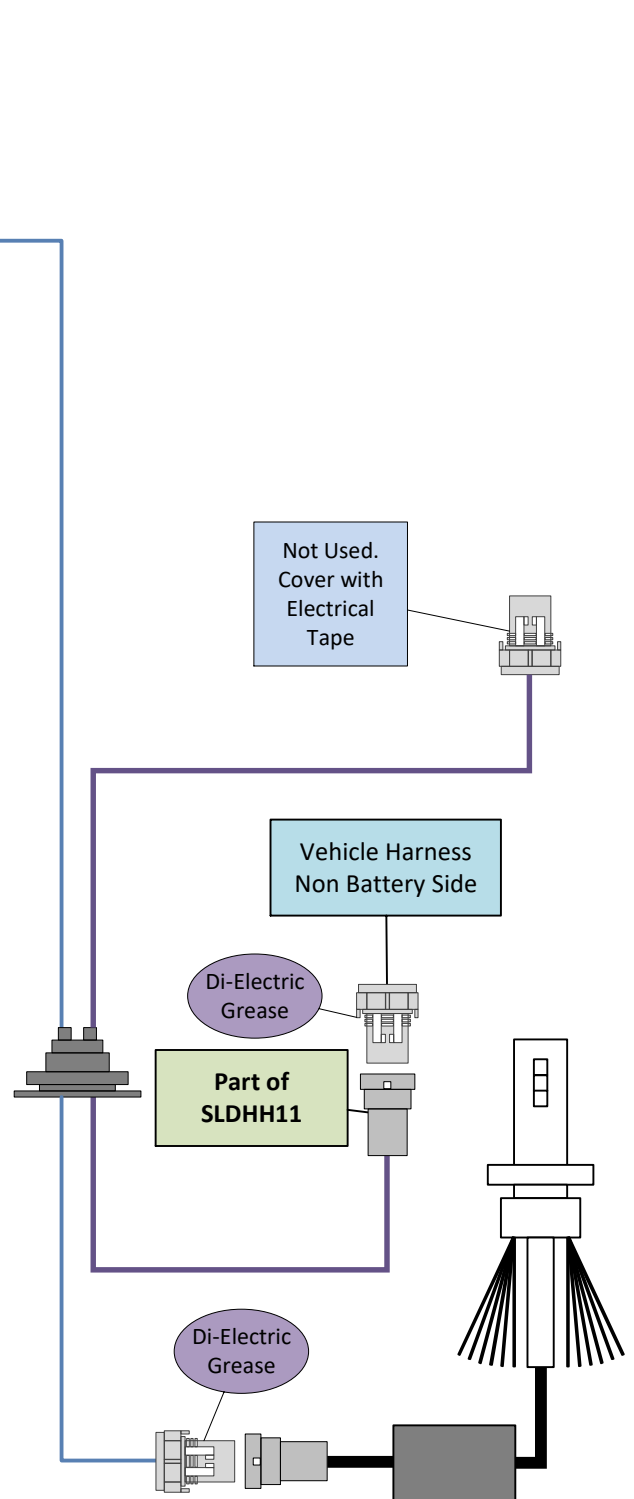 Not Used.
Cover with
Electrical
Tape
Vehicle Harness
Non Battery Side
Di-Electric
Grease
Part of
SLDHH11
Di-Electric
Grease